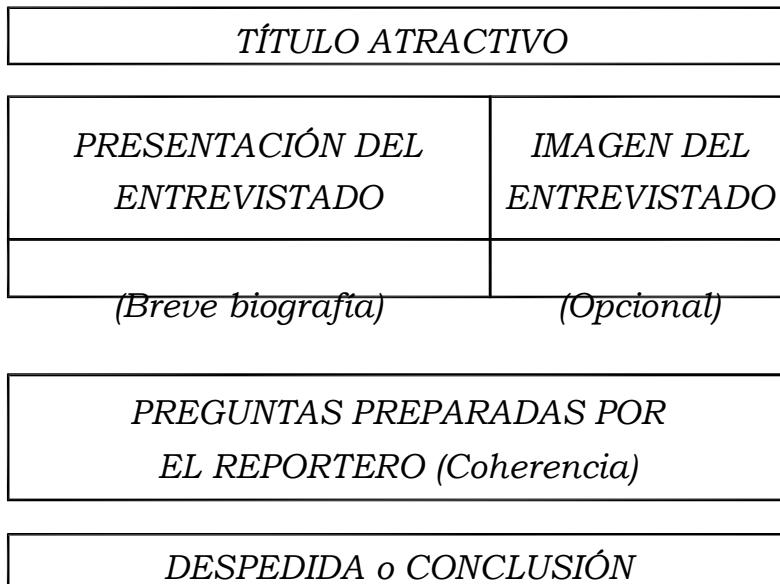 TÍTULO ATRACTIVO
PRESENTACIÓN DEL
ENTREVISTADO
IMAGEN DEL
ENTREVISTADO
(Breve biografía)
(Opcional)
PREGUNTAS PREPARADAS POR
EL REPORTERO (Coherencia)
DESPEDIDA o CONCLUSIÓN